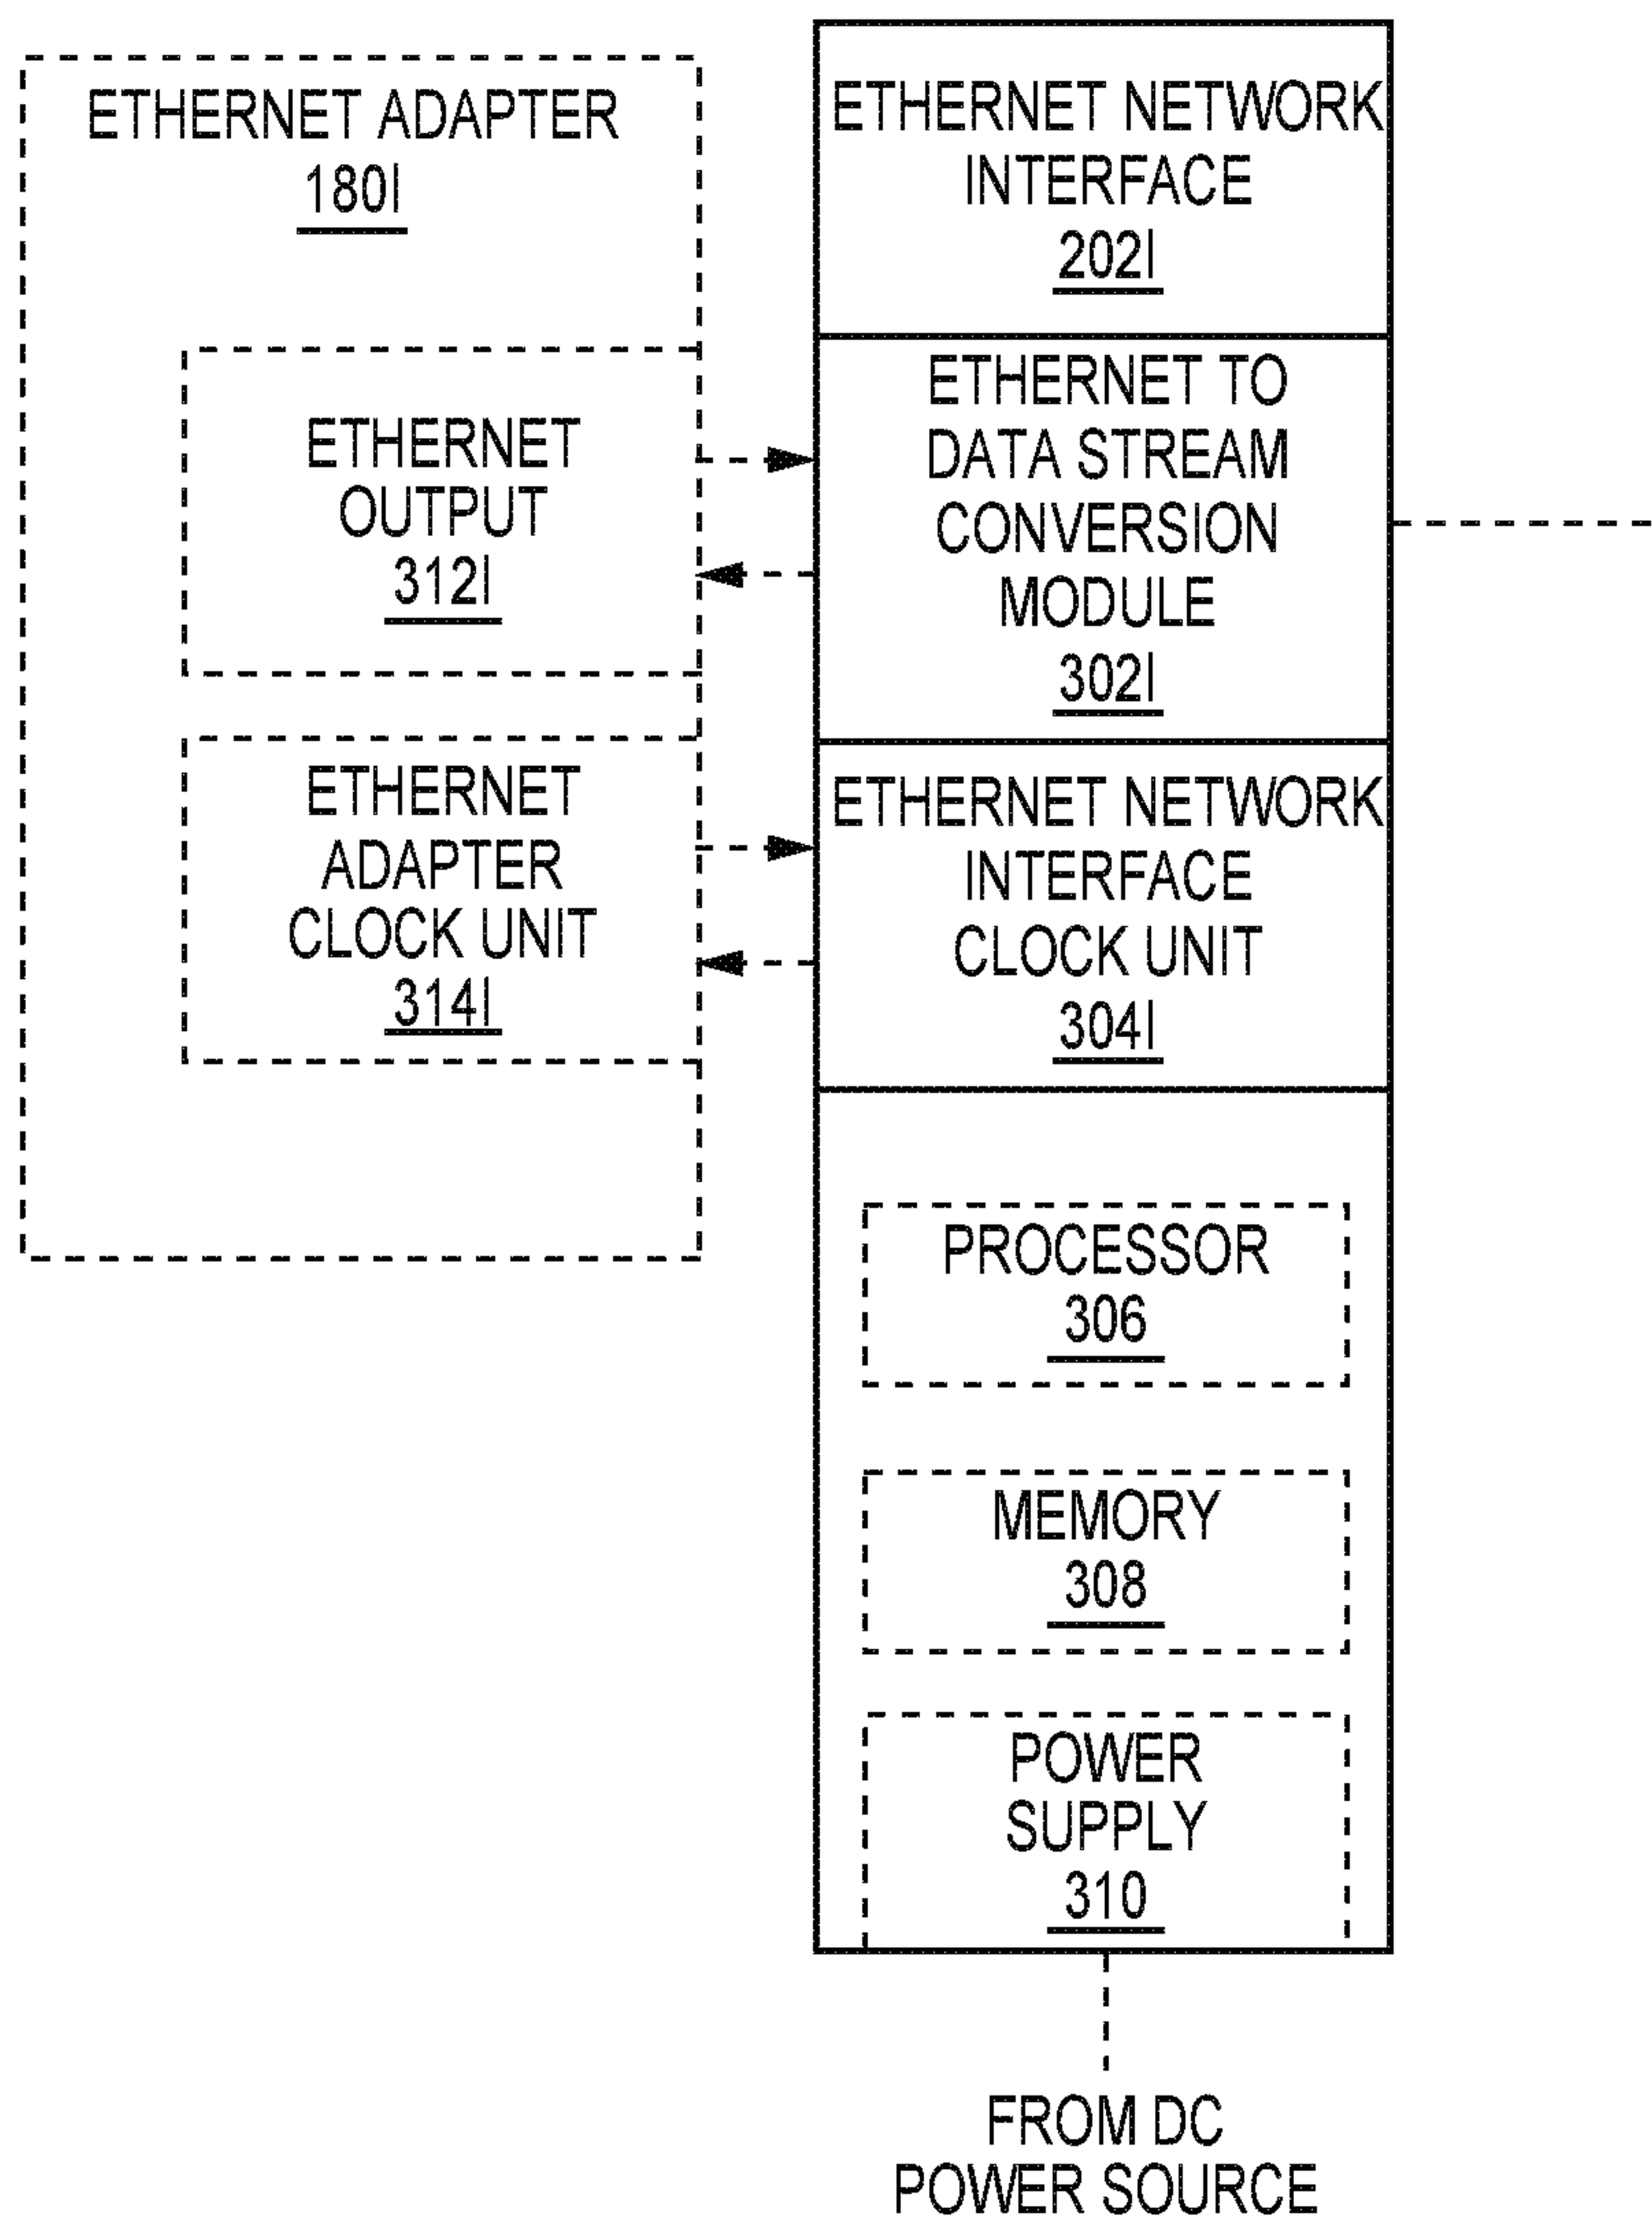 ETHERNET ADAPTER
180I
ETHERNET
OUTPUT
312I
ETHERNET
ADAPTER
CLOCK UNIT
314I
ETHERNET NETWORK
INTERFACE
202I
ETHERNET TO
DATA STREAM
CONVERSION
MODULE
302I
ETHERNET NETWORK
INTERFACE
CLOCK UNIT
304I
PROCESSOR
306
MEMORY
308
POWER
SUPPLY
310
FROM DC
POWER SOURCE